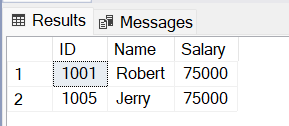 Results Messages
ID Name Salary
1 1001 Robert 75000
2 1005 Jerry 75000